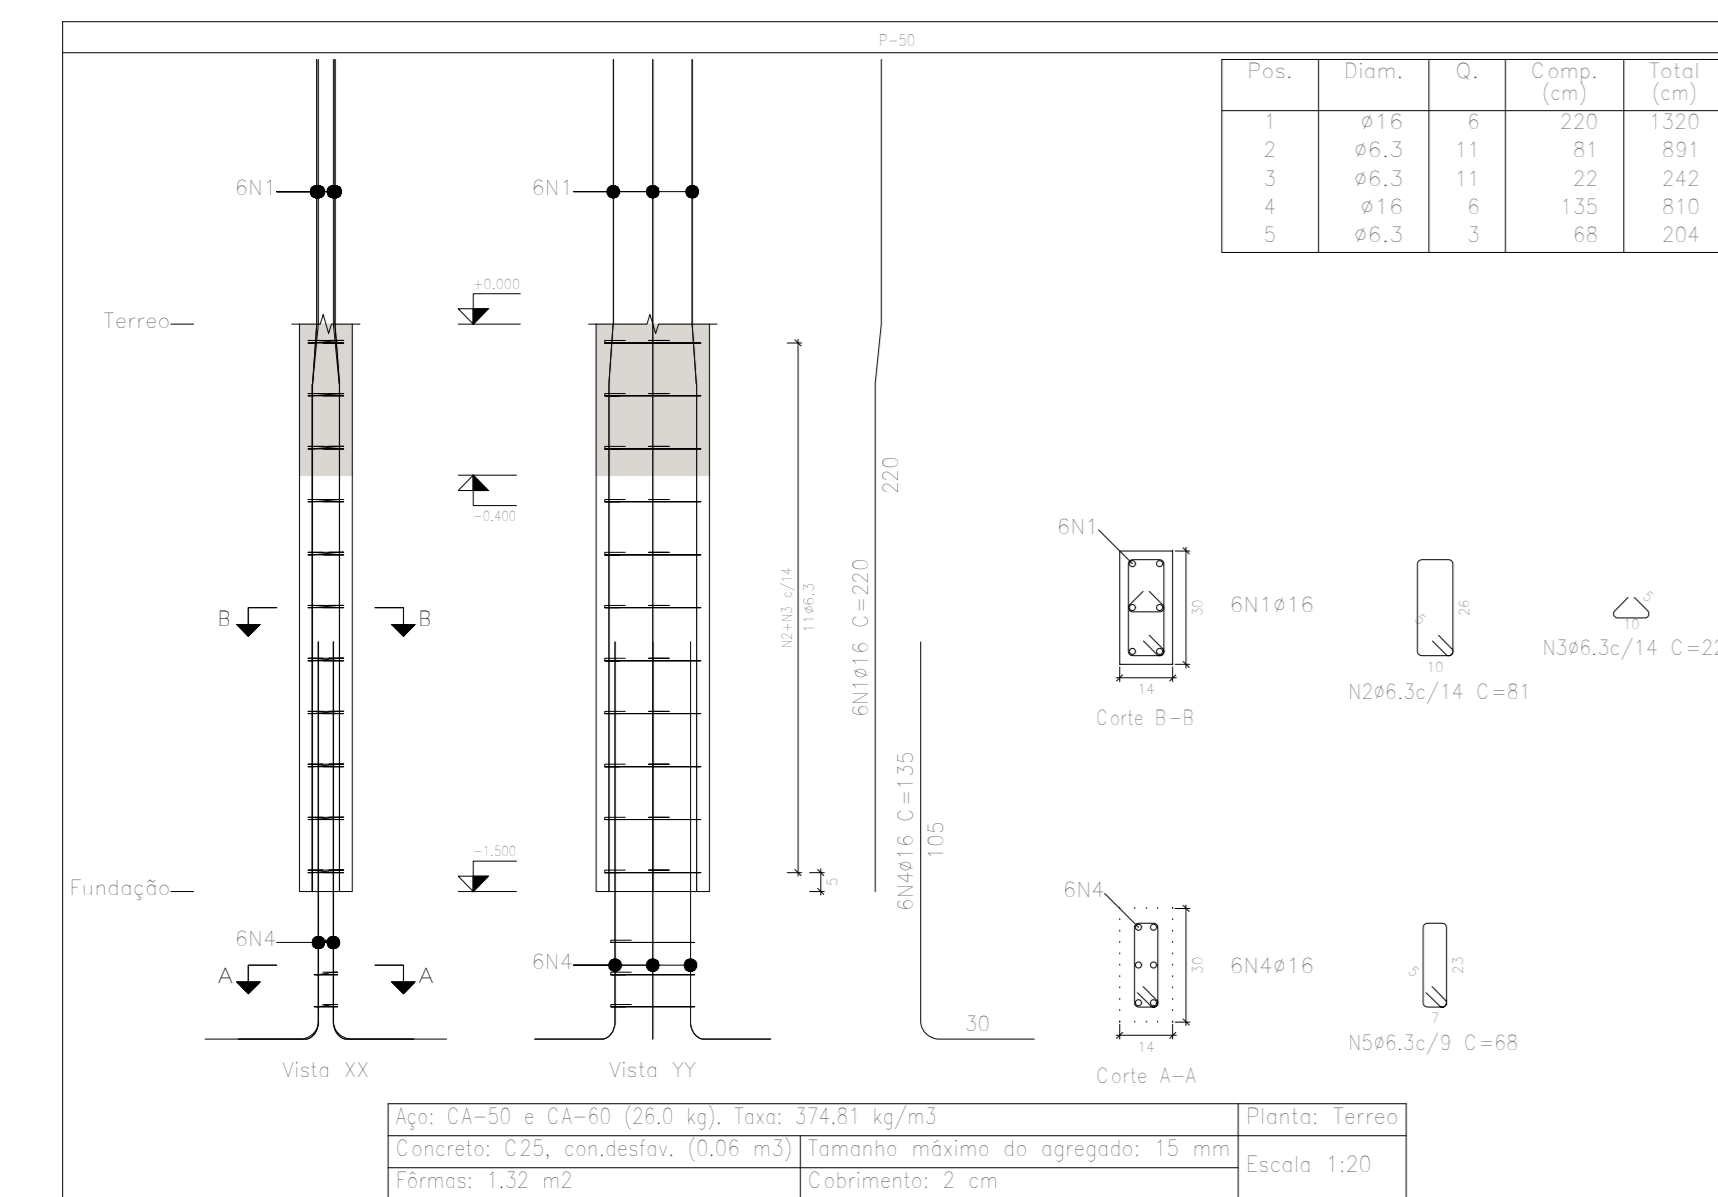 P-50
Pos. Diam. Q. Comp. (cm) Total (cm)
1 ø16 6 220 1320
2 ø6.3 11 81 891
3 ø6.3 11 22 242
4 ø16 6 135 810
5 ø6.3 3 68 204
6N1
6N1
+0.000
Terreo
-0.400
220
6N1ø16 C=220
N2+N3 c/14
11ø6.3
B
B
6N1
30
14
6N1ø16
Corte B-B
5
26
10
N2ø6.3c/14 C=81
5
10
N3ø6.3c/14 C=22
-1.500
Fundação
5
6N4ø16 C=135
105
30
6N4
6N4
A
A
6N4
30
14
6N4ø16
Corte A-A
5
23
7
N5ø6.3c/9 C=68
Vista XX
Vista YY
Aço: CA-50 e CA-60 (26.0 kg). Taxa: 374.81 kg/m3
Planta: Terreo
Concreto: C25, con.desfav. (0.06 m3)
Tamanho máximo do agregado: 15 mm
Escala 1:20
Fôrmas: 1.32 m2
Cobrimento: 2 cm